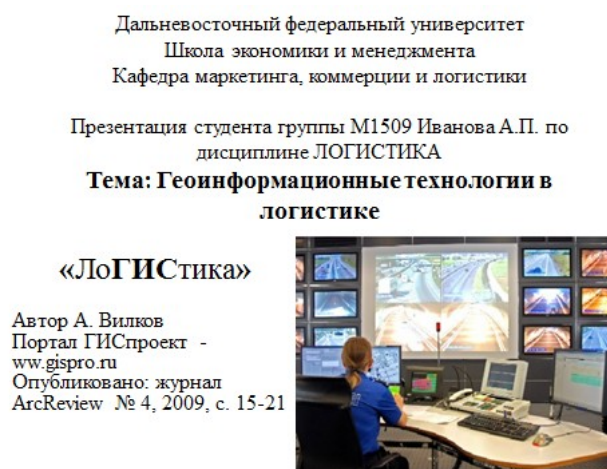 Дальневосточный федеральный университет
Школа экономики и менеджмента
Кафедра маркетинга, коммерции и логистики
Презентация студента группы М1509 Иванова А.П. по
дисциплине ЛОГИСТИКА
Тема: Геоинформационные технологии в
логистике
«ЛоГИСтика»
Автор А. Вилков
Портал ГИСпроект -
ww.gispro.ru
Опубликовано: журнал
ArcReview № 4, 2009, с. 15-21